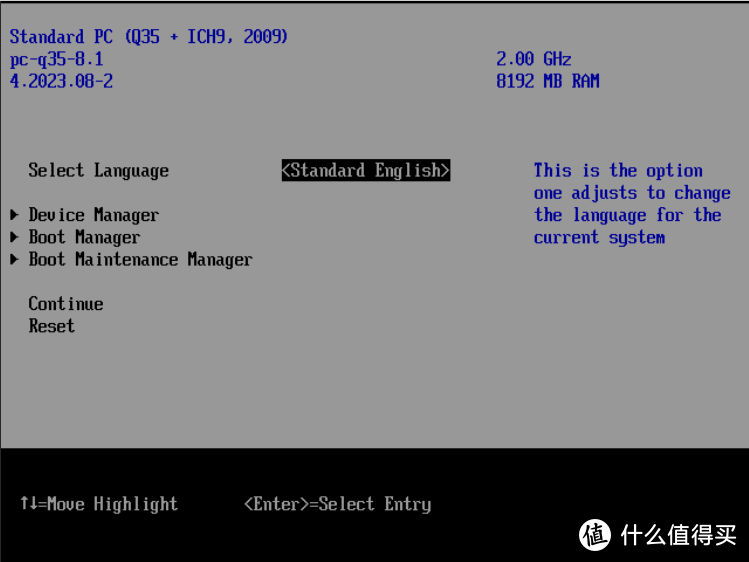 Standard PC (Q35 + ICH9, 2009)
pc-q35-8.1 2.00 GHz
4.2023.08-2 8192 MB RAM
Select Language <Standard English>
This is the option
one adjusts to change
the language for the
current system
Device Manager
Boot Manager
Boot Maintenance Manager
Continue
Reset
↑↓=Move Highlight <Enter>=Select Entry
值 什么值得买